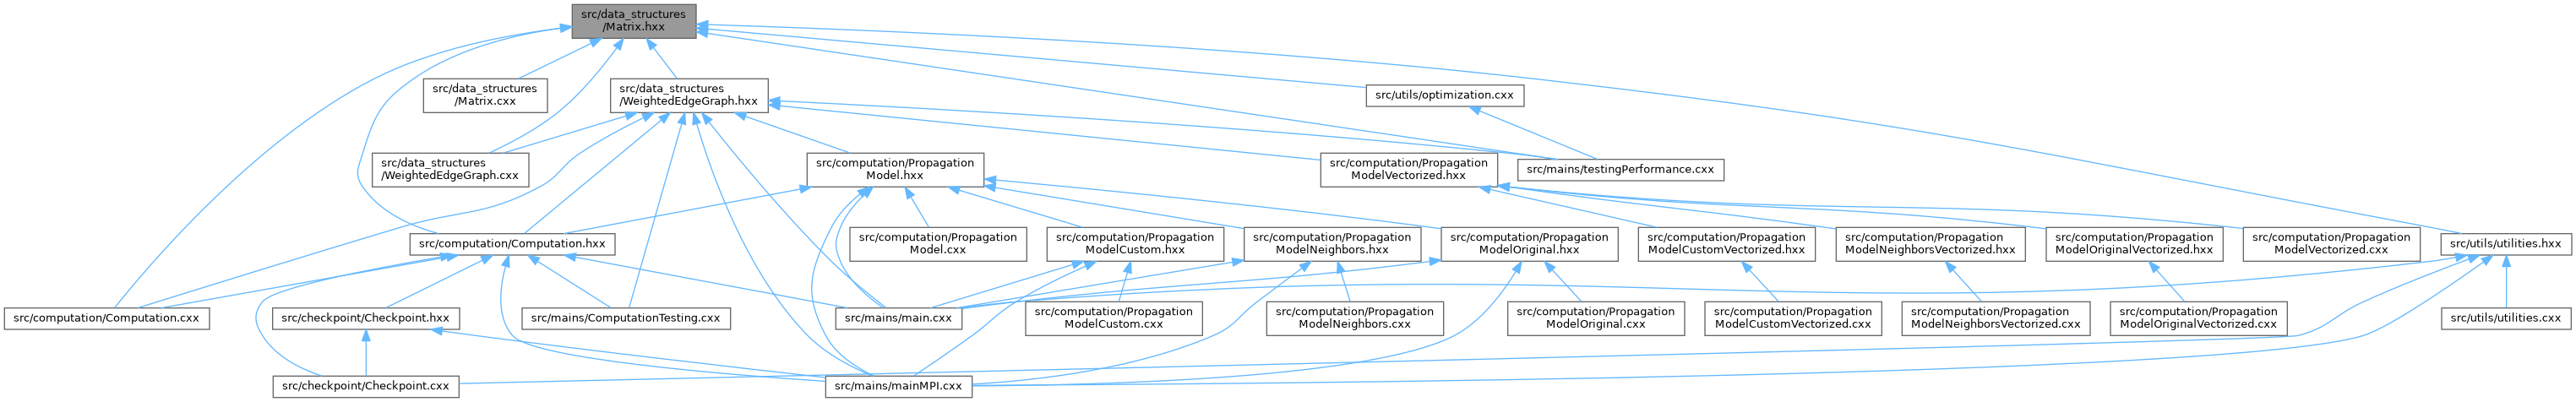 src/data_structures
/Matrix.hxx
src/data_structures
/Matrix.cxx
src/data_structures
/WeightedEdgeGraph.hxx
src/utils/optimization.cxx
src/data_structures
/WeightedEdgeGraph.cxx
src/computation/Propagation
Model.hxx
src/computation/Propagation
ModelVectorized.hxx
src/mains/testingPerformance.cxx
src/computation/Computation.hxx
src/computation/Propagation
Model.cxx
src/computation/Propagation
ModelCustom.hxx
src/computation/Propagation
ModelNeighbors.hxx
src/computation/Propagation
ModelOriginal.hxx
src/computation/Propagation
ModelCustomVectorized.hxx
src/computation/Propagation
ModelNeighborsVectorized.hxx
src/computation/Propagation
ModelOriginalVectorized.hxx
src/computation/Propagation
ModelVectorized.cxx
src/utils/utilities.hxx
src/computation/Computation.cxx
src/checkpoint/Checkpoint.hxx
src/mains/ComputationTesting.cxx
src/mains/main.cxx
src/computation/Propagation
ModelCustom.cxx
src/computation/Propagation
ModelNeighbors.cxx
src/computation/Propagation
ModelOriginal.cxx
src/computation/Propagation
ModelCustomVectorized.cxx
src/computation/Propagation
ModelNeighborsVectorized.cxx
src/computation/Propagation
ModelOriginalVectorized.cxx
src/utils/utilities.cxx
src/checkpoint/Checkpoint.cxx
src/mains/mainMPI.cxx